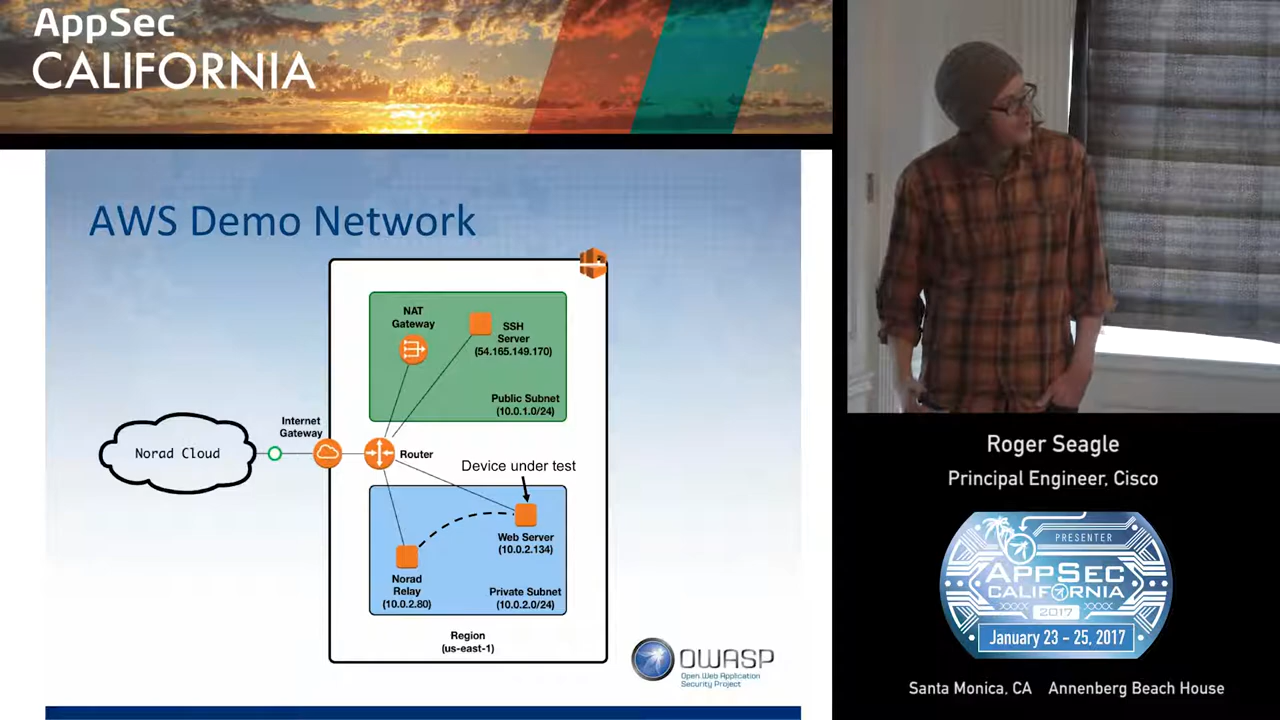 AppSec
CALIFORNIA
AWS Demo Network
NAT
Gateway
SSH
Server
(54.165.149.170)
Public Subnet
(10.0.1.0/24)
Internet
Gateway
Norad Cloud
Router
Device under test
Web Server
(10.0.2.134)
Norad
Relay
(10.0.2.80)
Private Subnet
(10.0.2.0/24)
Region
(us-east-1)
OWASP
Open Web Application
Security Project
Roger Seagle
Principal Engineer, Cisco
PRESENTER
APPSEC
CALIFORNIA
2017
January 23 - 25, 2017
Santa Monica, CA Annenberg Beach House